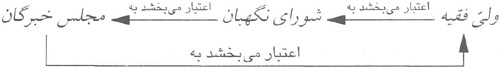 ولیّ فقیه اعتبار می‌بخشد به شورای نگهبان اعتبار می‌بخشد به مجلس خبرگان
اعتبار می‌بخشد به